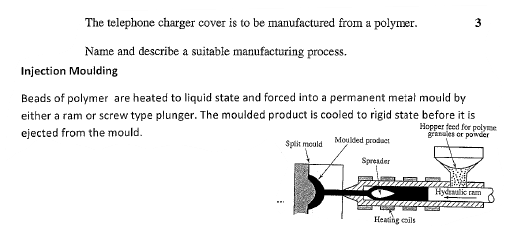 The telephone charger cover is to be manufactured from a polymer. 3
Name and describe a suitable manufacturing process.
Injection Moulding
Beads of polymer are heated to liquid state and forced into a permanent metal mould by
either a ram or screw type plunger. The moulded product is cooled to rigid state before it is
ejected from the mould.
Hopper feed for polyme
granules or powder
Split mould
Moulded product
Spreader
Hydraulic ram
Heating coils